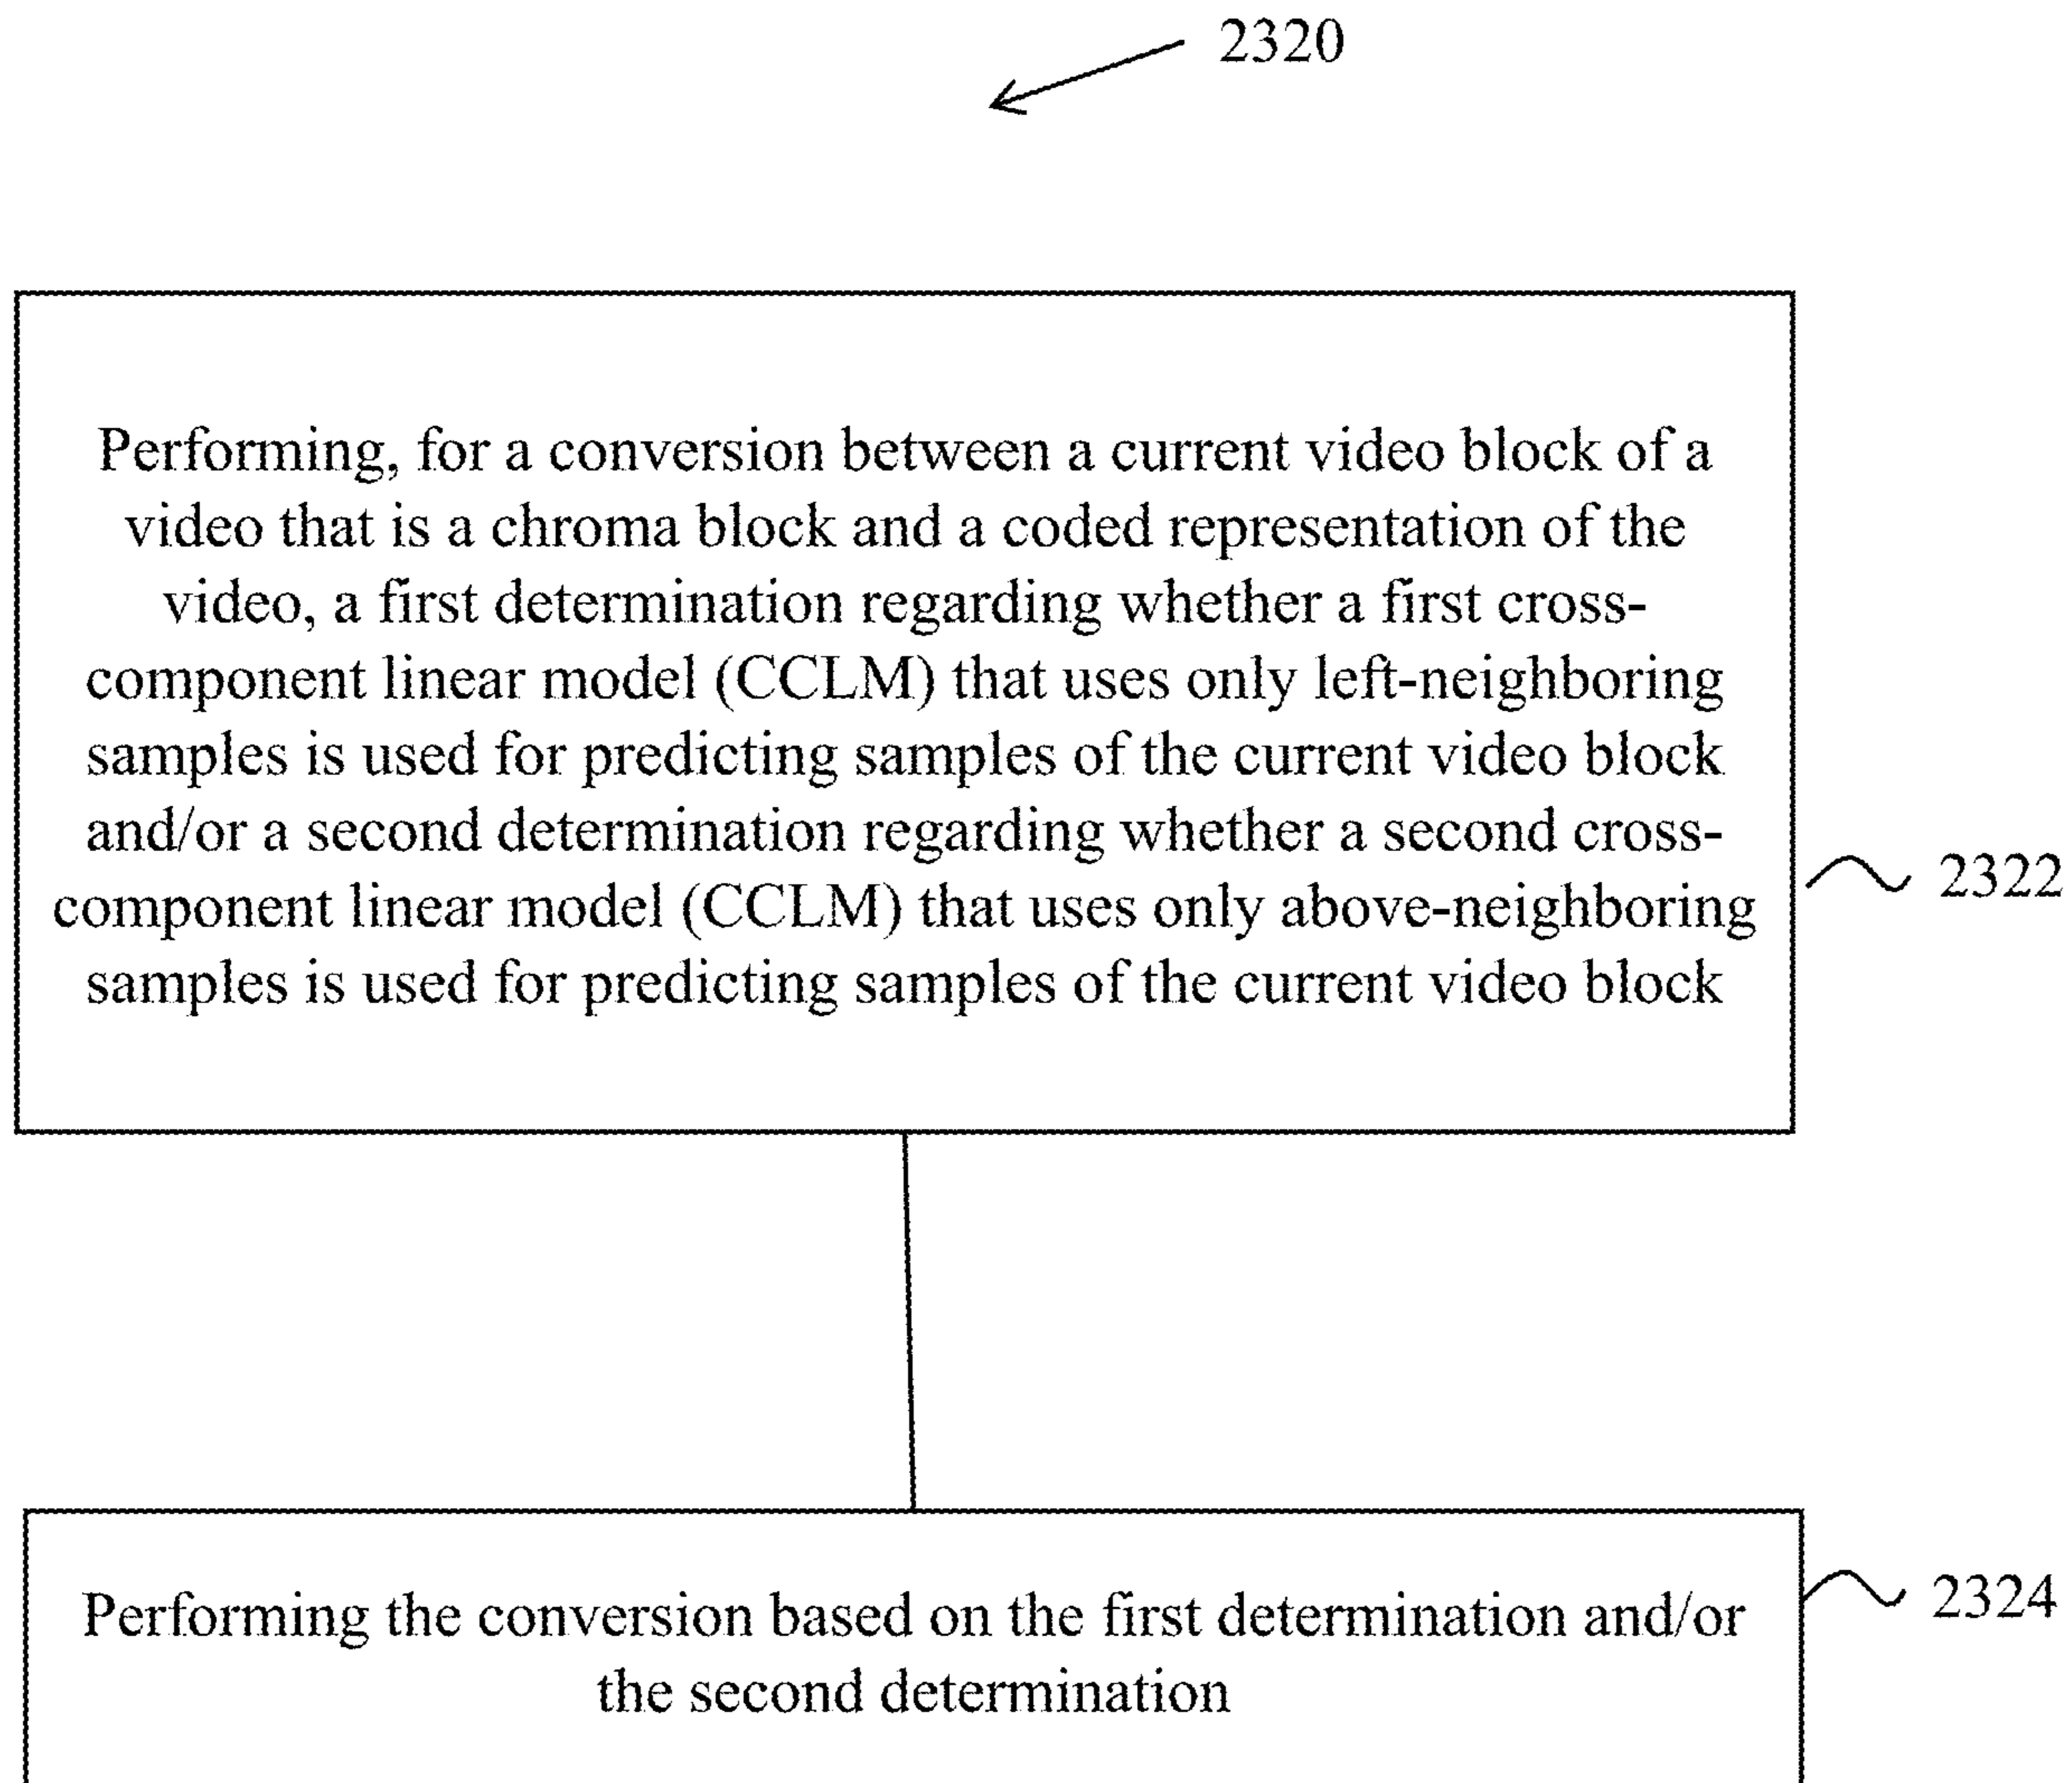 2320
Performing, for a conversion between a current video block of a
video that is a chroma block and a coded representation of the
video, a first determination regarding whether a first cross-
component linear model (CCLM) that uses only left-neighboring
samples is used for predicting samples of the current video block
and/or a second determination regarding whether a second cross-
component linear model (CCLM) that uses only above-neighboring
samples is used for predicting samples of the current video block
2322
Performing the conversion based on the first determination and/or
the second determination
2324